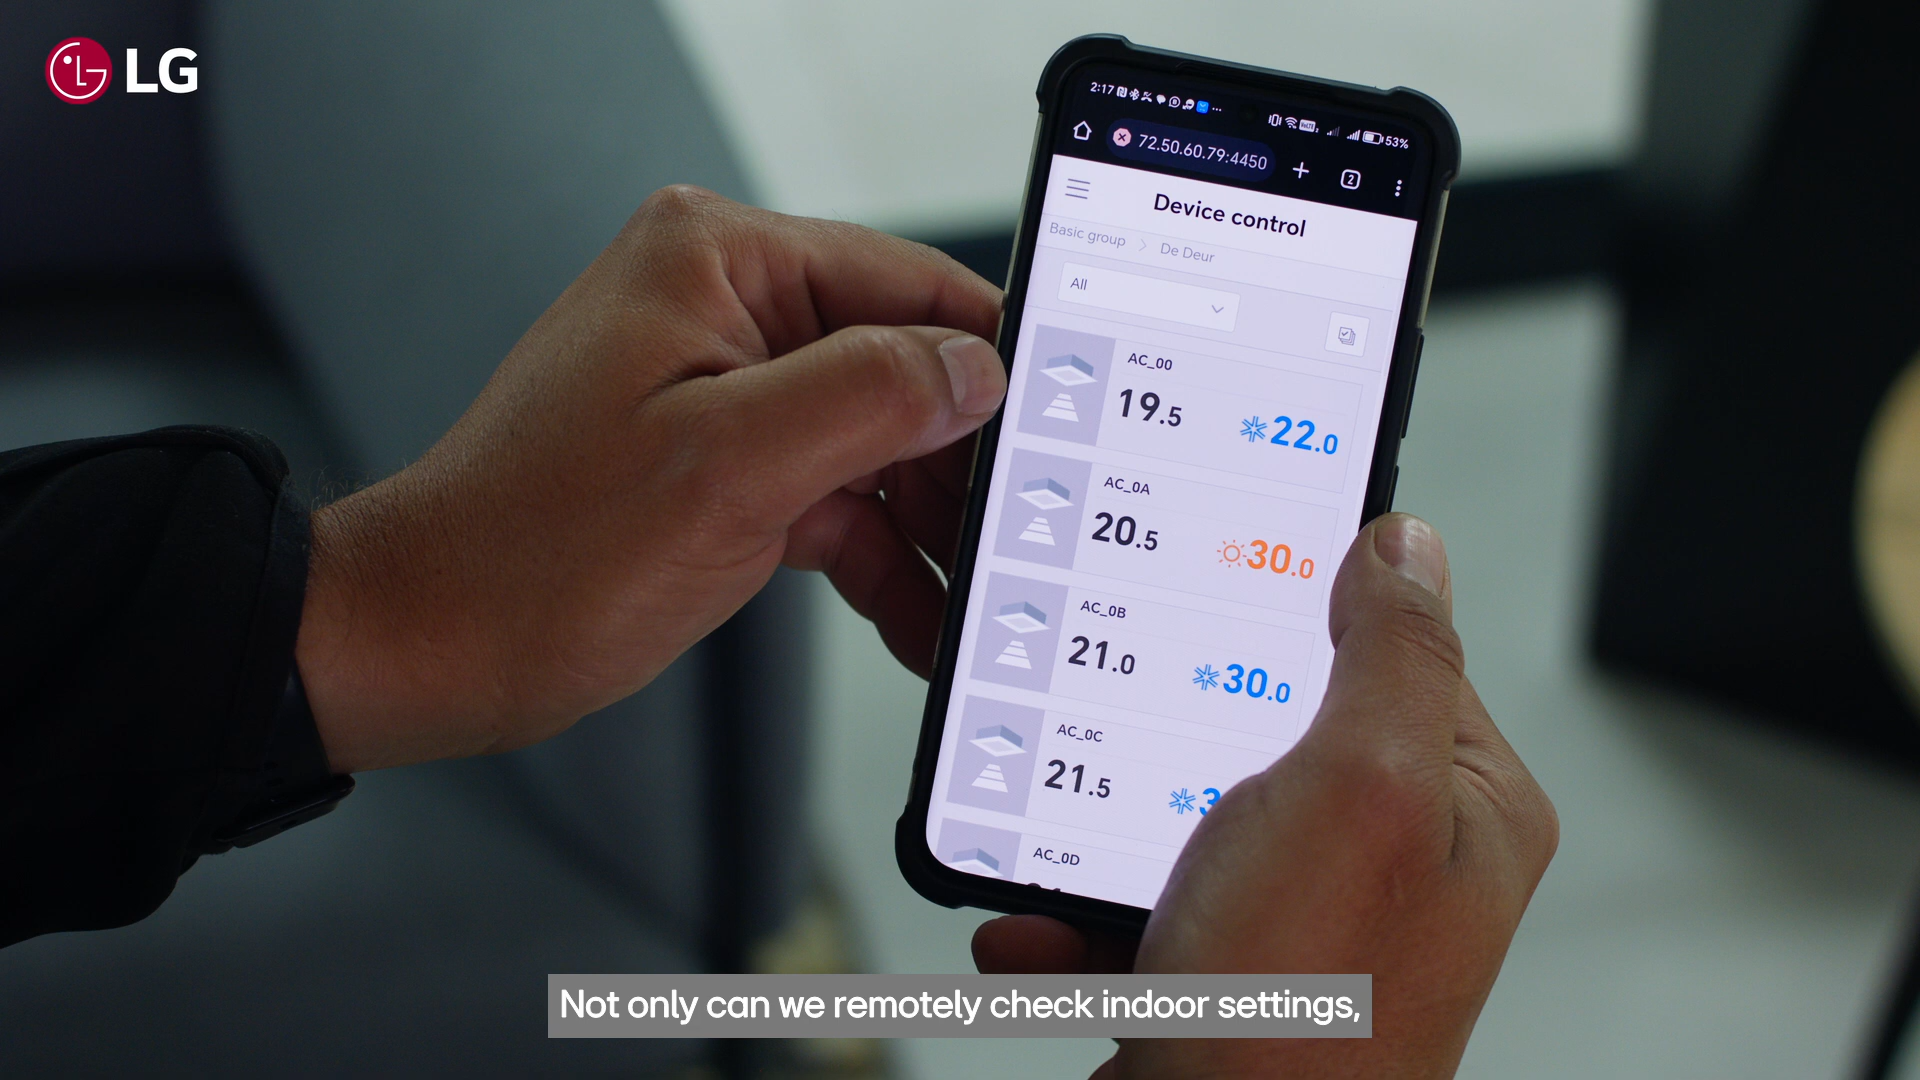 LG
2:17
53%
72.50.60.79:4450
2
Device control
Basic group > De Deur
All
AC_00
19.5
22.0
AC_0A
20.5
30.0
AC_0B
21.0
30.0
AC_0C
21.5
AC_0D
Not only can we remotely check indoor settings,